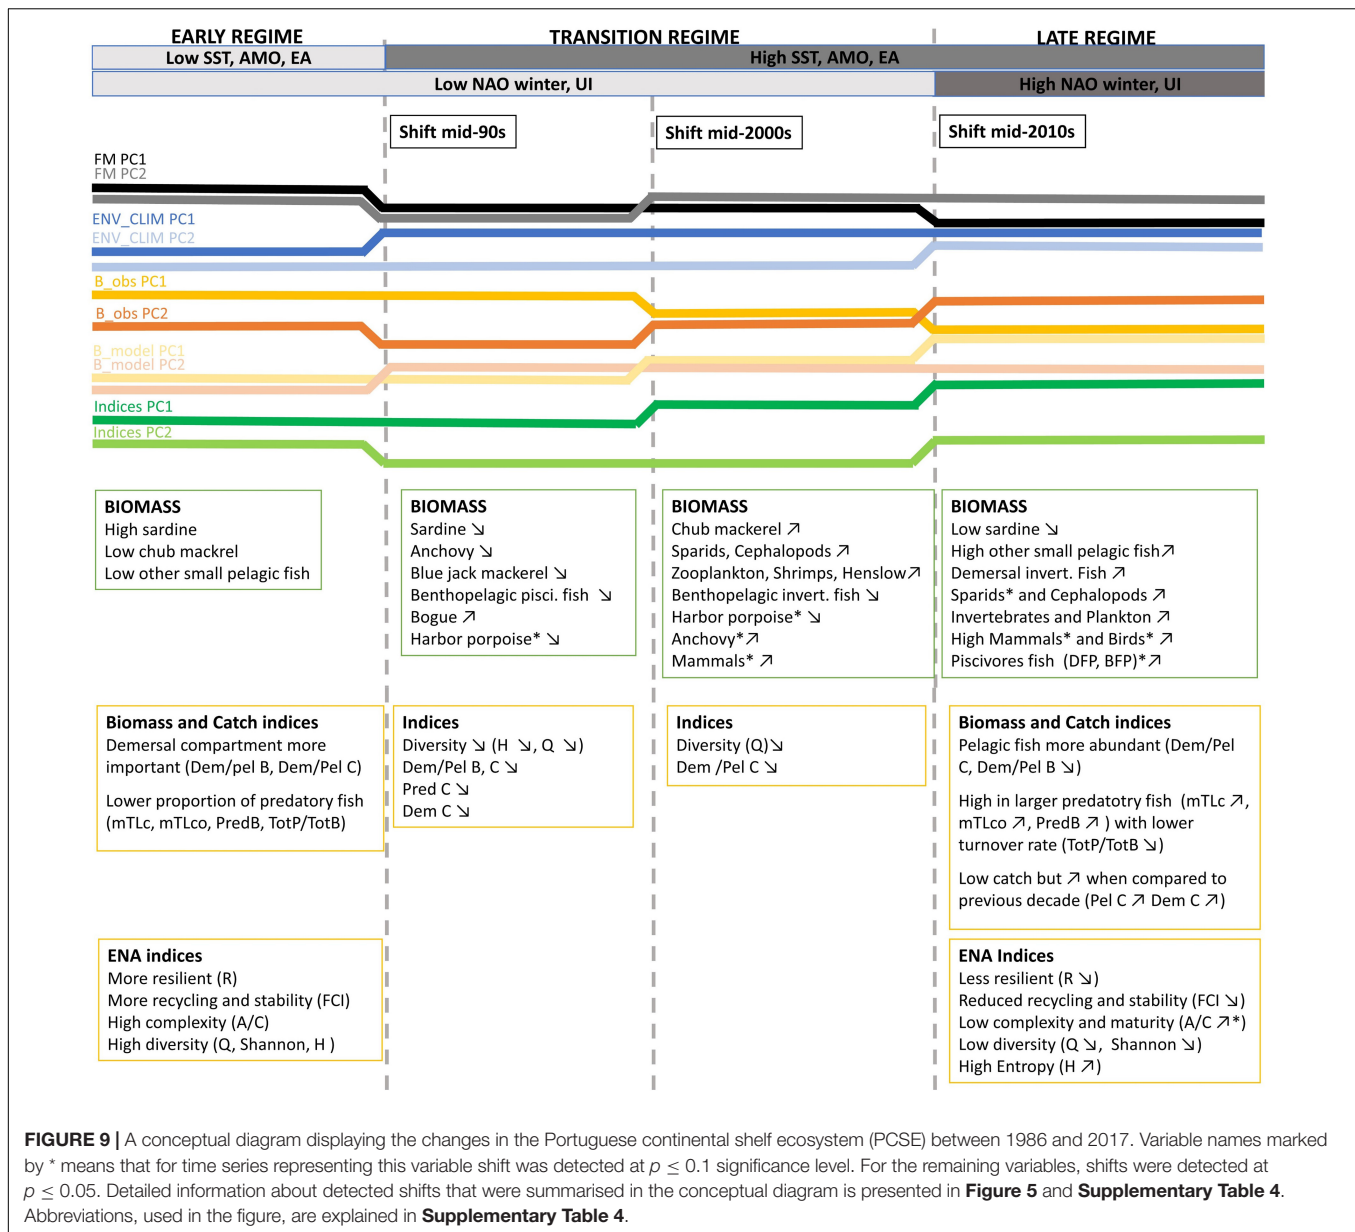 EARLY REGIME
TRANSITION REGIME
LATE REGIME
Low SST, AMO, EA
High SST, AMO, EA
Low NAO winter, UI
High NAO winter, UI
Shift mid-90s
Shift mid-2000s
Shift mid-2010s
FM PC1
FM PC2
ENV_CLIM PC1
ENV_CLIM PC2
B_obs PC1
B_obs PC2
B_model PC1
B_model PC2
Indices PC1
Indices PC2
BIOMASS
High sardine
Low chub mackrel
Low other small pelagic fish
BIOMASS
Sardine ↘
Anchovy ↘
Blue jack mackerel ↘
Benthopelagic pisci. fish ↘
Bogue ↗
Harbor porpoise* ↘
BIOMASS
Chub mackerel ↗
Sparids, Cephalopods ↗
Zooplankton, Shrimps, Henslow↗
Benthopelagic invert. fish ↘
Harbor porpoise* ↘
Anchovy*↗
Mammals* ↗
BIOMASS
Low sardine ↘
High other small pelagic fish↗
Demersal invert. Fish ↗
Sparids* and Cephalopods ↗
Invertebrates and Plankton ↗
High Mammals* and Birds* ↗
Piscivores fish (DFP, BFP)*↗
Biomass and Catch indices
Demersal compartment more
important (Dem/pel B, Dem/Pel C)
Lower proportion of predatory fish
(mTLc, mTLco, PredB, TotP/TotB)
Indices
Diversity ↘ (H ↘, Q ↘)
Dem/Pel B, C ↘
Pred C ↘
Dem C ↘
Indices
Diversity (Q)↘
Dem /Pel C ↘
Biomass and Catch indices
Pelagic fish more abundant (Dem/Pel
C, Dem/Pel B ↘)
High in larger predatotry fish (mTLc ↗,
mTLco ↗, PredB ↗ ) with lower
turnover rate (TotP/TotB ↘)
Low catch but ↗ when compared to
previous decade (Pel C ↗ Dem C ↗)
ENA indices
More resilient (R)
More recycling and stability (FCI)
High complexity (A/C)
High diversity (Q, Shannon, H )
ENA Indices
Less resilient (R ↘)
Reduced recycling and stability (FCI ↘)
Low complexity and maturity (A/C ↗*)
Low diversity (Q ↘, Shannon ↘)
High Entropy (H ↗)
FIGURE 9 | A conceptual diagram displaying the changes in the Portuguese continental shelf ecosystem (PCSE) between 1986 and 2017. Variable names marked
by * means that for time series representing this variable shift was detected at p ≤ 0.1 significance level. For the remaining variables, shifts were detected at
p ≤ 0.05. Detailed information about detected shifts that were summarised in the conceptual diagram is presented in Figure 5 and Supplementary Table 4.
Abbreviations, used in the figure, are explained in Supplementary Table 4.